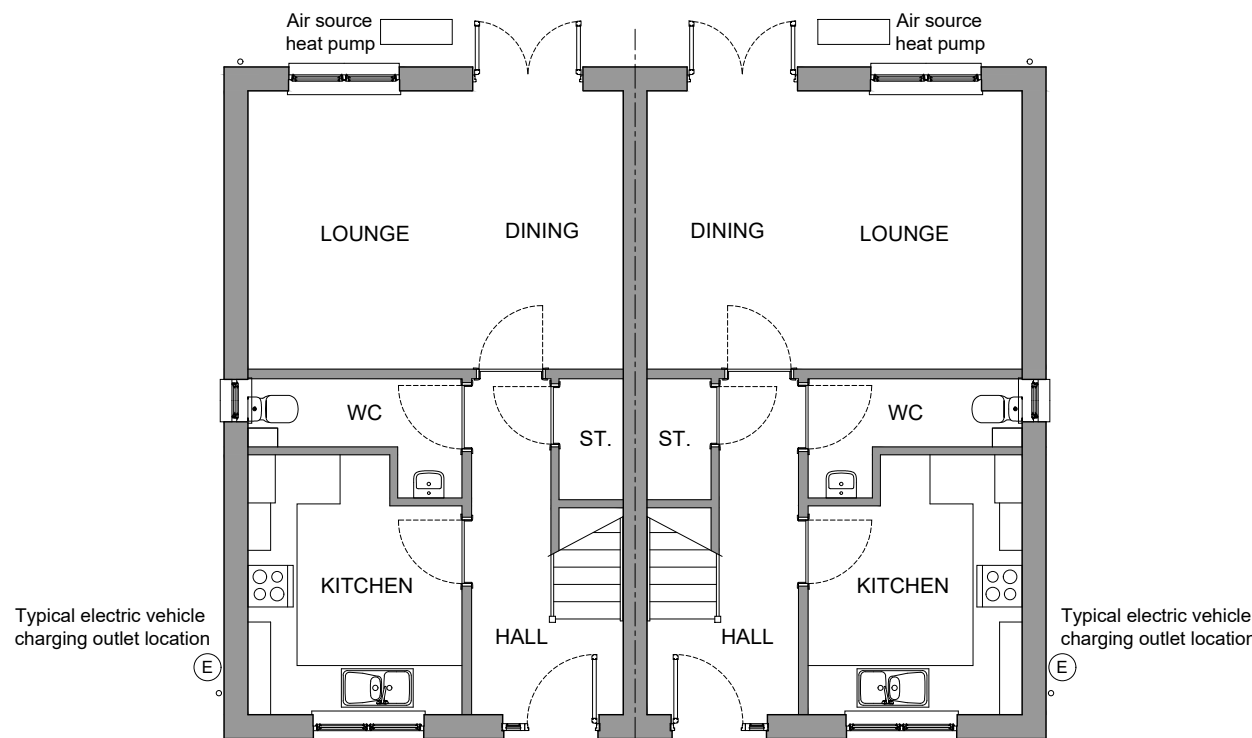 Air source
heat pump
Air source
heat pump
LOUNGE
DINING
DINING
LOUNGE
WC
ST.
ST.
WC
KITCHEN
KITCHEN
Typical electric vehicle
charging outlet location
E
HALL
HALL
Typical electric vehicle
charging outlet location
E